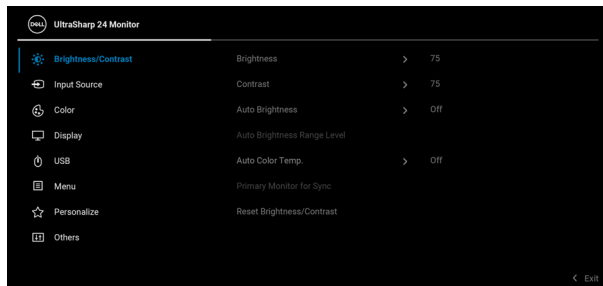 DELL UltraSharp 24 Monitor
Brightness/Contrast Brightness > 75
Input Source Contrast > 75
Color Auto Brightness > Off
Display Auto Brightness Range Level
USB Auto Color Temp. > Off
Menu Primary Monitor for Sync
Personalize Reset Brightness/Contrast
Others
< Exit